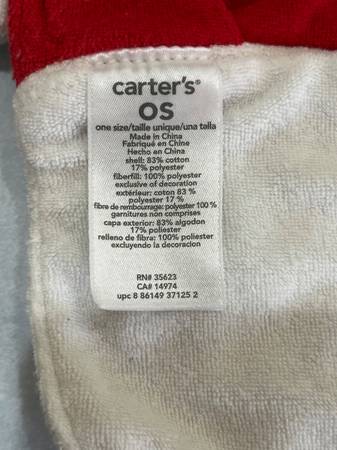 carter's®
OS
one size/taille unique/una talla
Made in China
Fabriqué en Chine
Hecho en China
shell: 83% cotton
17% polyester
fiberfill: 100% polyester
exclusive of decoration
extérieur: coton 83 %
polyester 17 %
fibre de rembourrage: polyester 100 %
garnitures non comprises
capa exterior: 83% algodon
17% poliester
relleno de fibra: 100% poliester
excluyendo la decoracion
RN# 35623
CA# 14974
upc 8 86149 37125 2